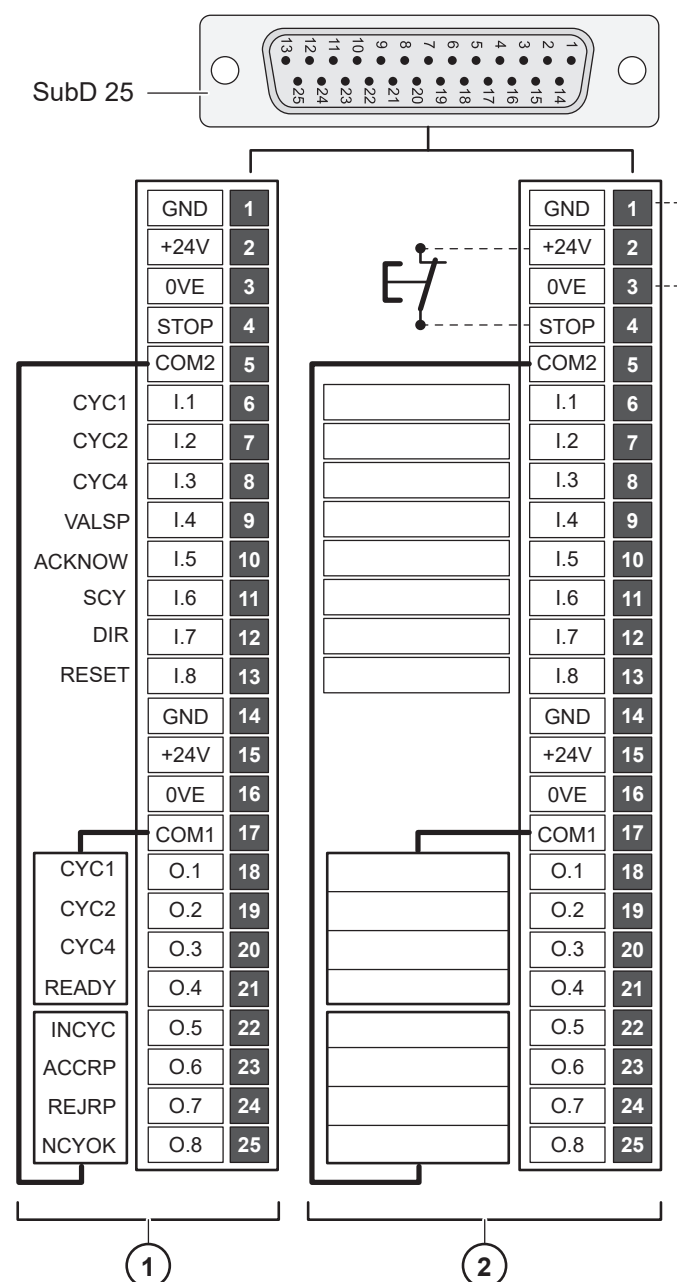 13 12 11 10 9 8 7 6 5 4 3 2 1
25 24 23 22 21 20 19 18 17 16 15 14
SubD 25
GND 1 GND 1
+24V 2 +24V 2
0VE 3 0VE 3
STOP 4 STOP 4
COM2 5 COM2 5
CYC1 I.1 6 I.1 6
CYC2 I.2 7 I.2 7
CYC4 I.3 8 I.3 8
VALSP I.4 9 I.4 9
ACKNOW I.5 10 I.5 10
SCY I.6 11 I.6 11
DIR I.7 12 I.7 12
RESET I.8 13 I.8 13
GND 14 GND 14
+24V 15 +24V 15
0VE 16 0VE 16
COM1 17 COM1 17
CYC1 O.1 18 O.1 18
CYC2 O.2 19 O.2 19
CYC4 O.3 20 O.3 20
READY O.4 21 O.4 21
INCYC O.5 22 O.5 22
ACCRP O.6 23 O.6 23
REJRP O.7 24 O.7 24
NCYOK O.8 25 O.8 25
1 2